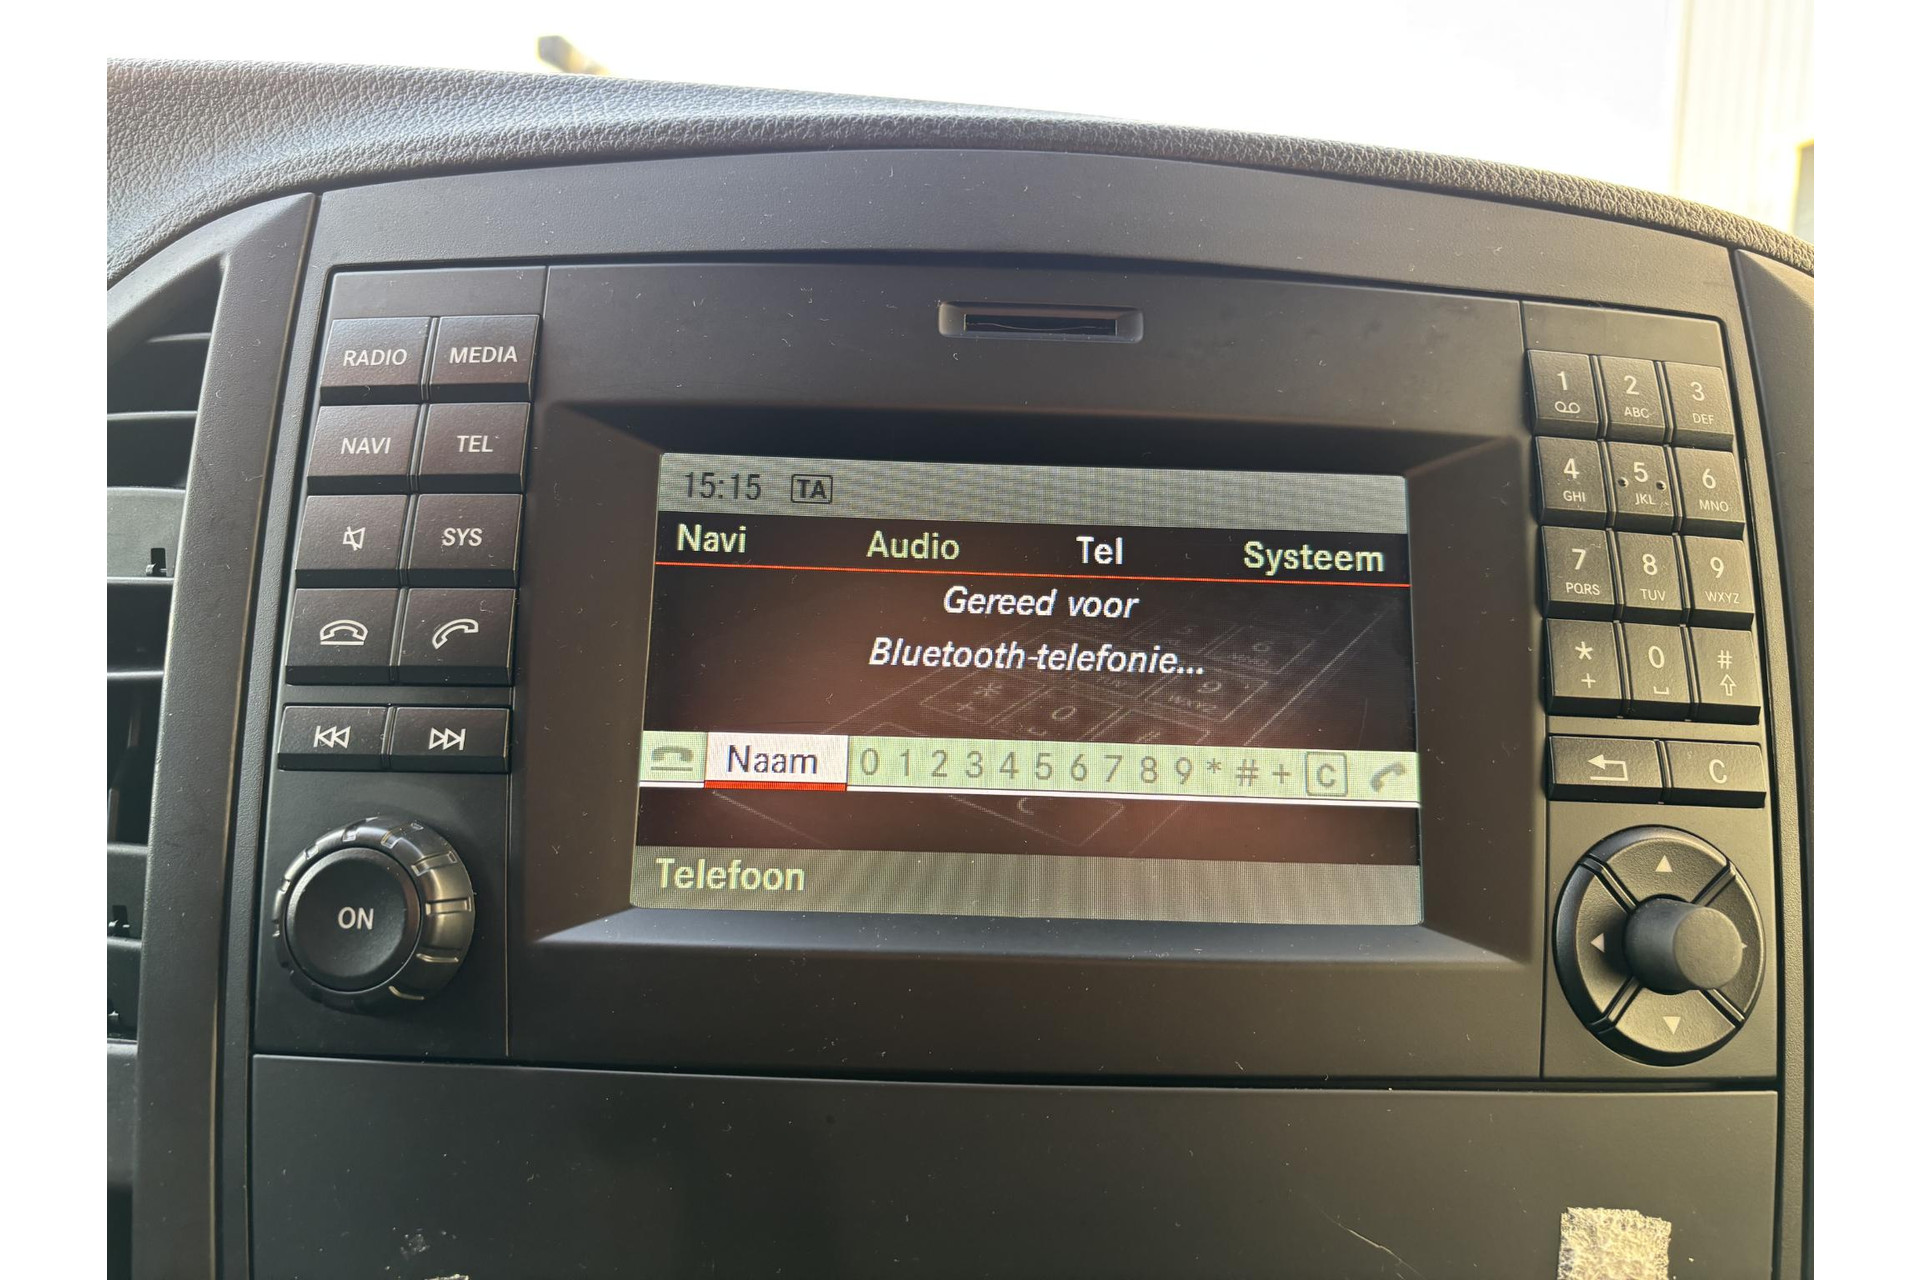 RADIO MEDIA
NAVI TEL
SYS
ON
15:15 TA
Navi Audio Tel Systeem
Gereed voor
Bluetooth-telefonie...
Naam 0 1 2 3 4 5 6 7 8 9 * # + C
Telefoon
1 2 ABC 3 DEF
4 GHI 5 JKL 6 MNO
7 PQRS 8 TUV 9 WXYZ
* + 0 #
C